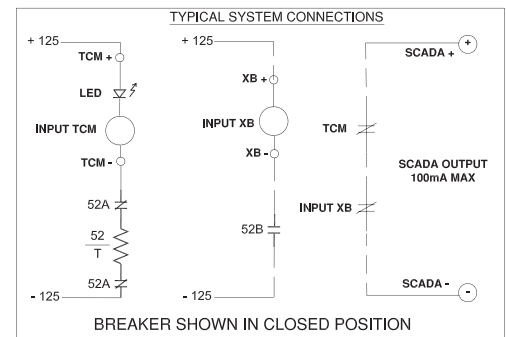 TYPICAL SYSTEM CONNECTIONS
+ 125
TCM +
LED
INPUT TCM
TCM -
52A
52
T
52A
- 125
+ 125
XB +
INPUT XB
XB -
52B
- 125
+
SCADA +
TCM
SCADA OUTPUT
100mA MAX
INPUT XB
SCADA -
-
BREAKER SHOWN IN CLOSED POSITION